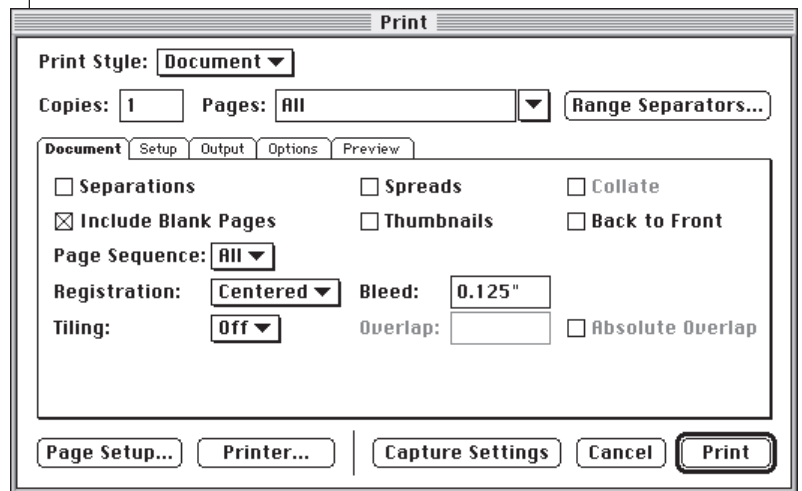 Print
Print Style: Document
Copies: 1 Pages: All Range Separators...
Document Setup Output Options Preview
Separations Spreads Collate
Include Blank Pages Thumbnails Back to Front
Page Sequence: All
Registration: Centered Bleed: 0.125"
Tiling: Off Overlap: Absolute Overlap
Page Setup... Printer... Capture Settings Cancel Print